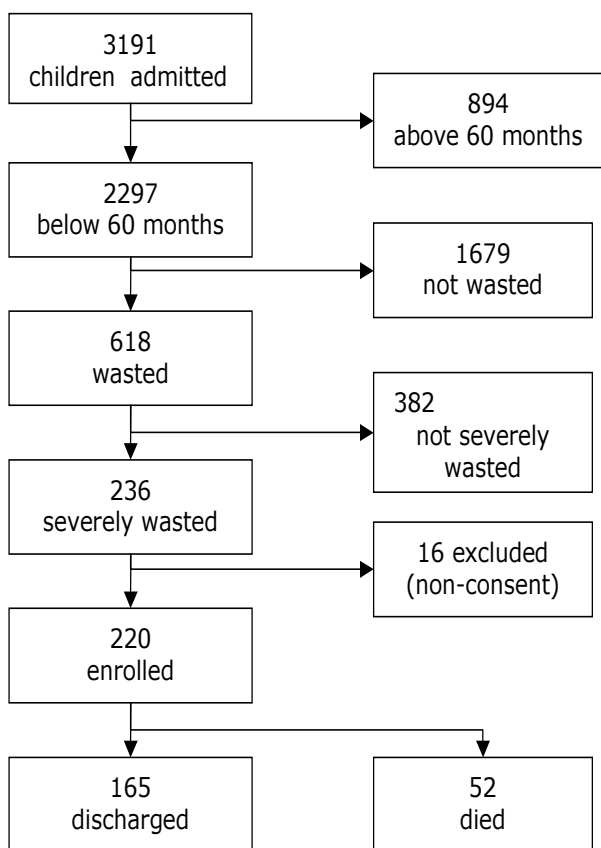 3191
children admitted
894
above 60 months
2297
below 60 months
1679
not wasted
618
wasted
382
not severely
wasted
236
severely wasted
16 excluded
(non-consent)
220
enrolled
165
discharged
52
died